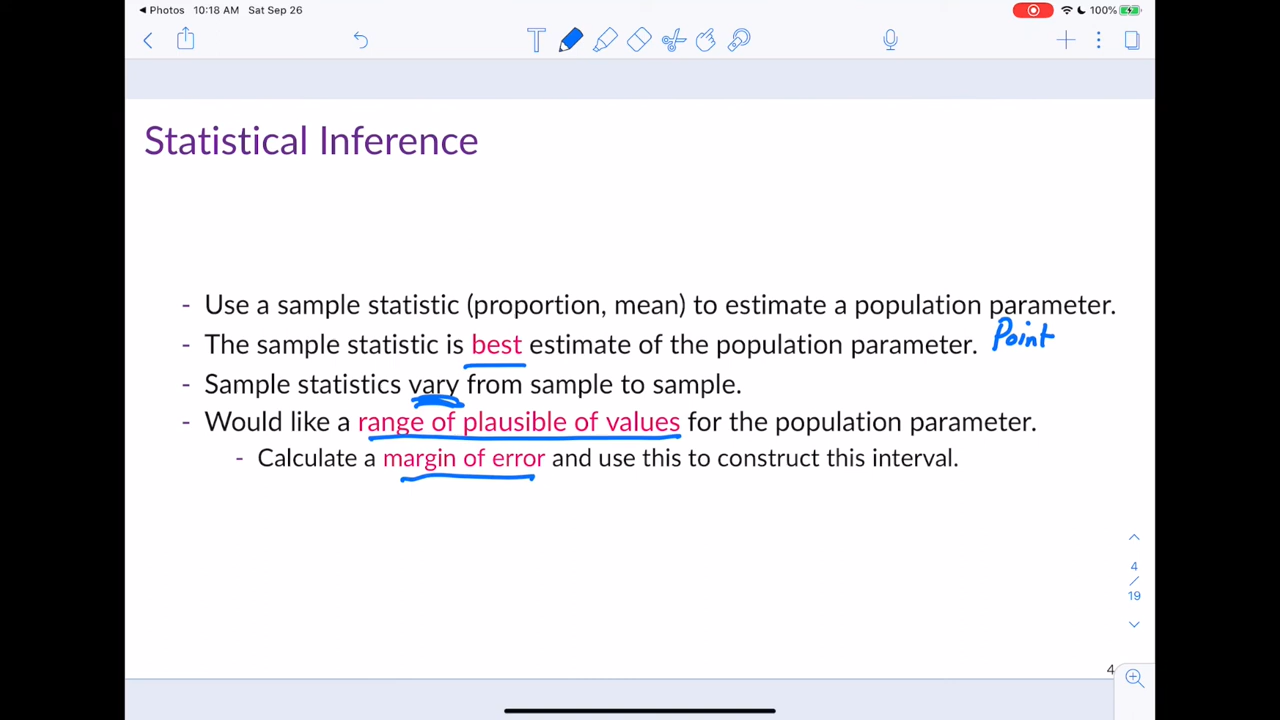 Photos 10:18 AM Sat Sep 26 100%
T
Statistical Inference
- Use a sample statistic (proportion, mean) to estimate a population parameter.
- The sample statistic is best estimate of the population parameter. Point
- Sample statistics vary from sample to sample.
- Would like a range of plausible of values for the population parameter.
- Calculate a margin of error and use this to construct this interval.
4
/
19
4